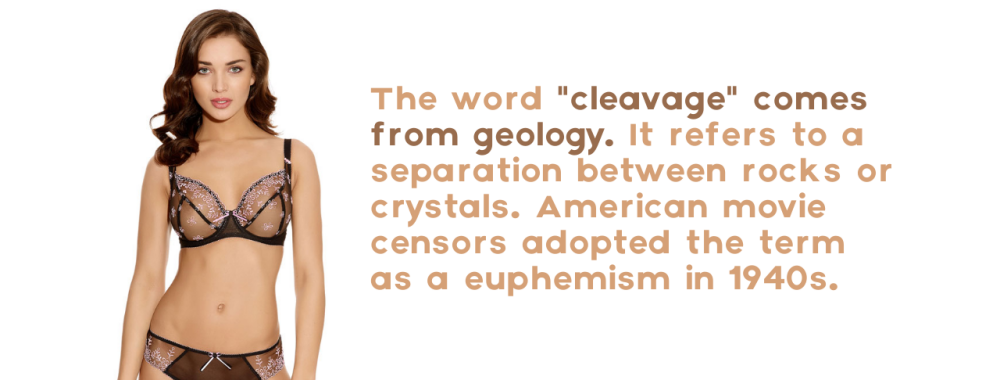 The word "cleavage" comes
from geology. It refers to a
separation between rocks or
crystals. American movie
censors adopted the term
as a euphemism in 1940s.